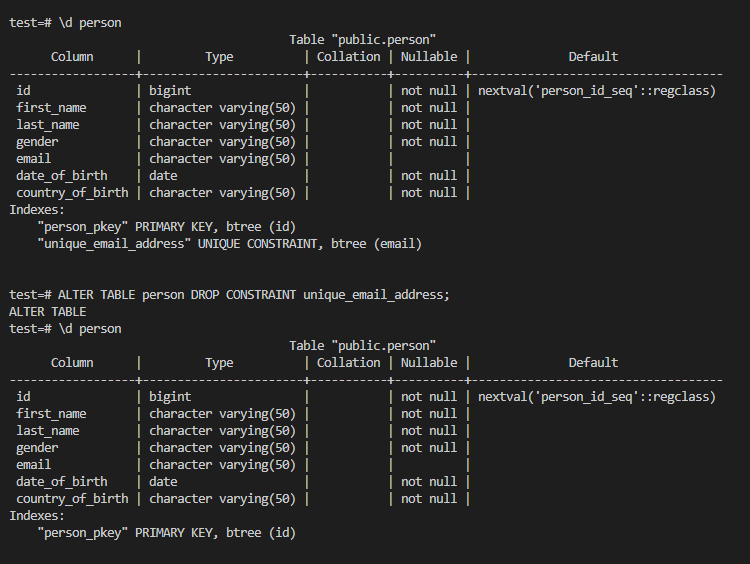 test=# \d person
                                        Table "public.person"
      Column      |         Type          | Collation | Nullable |              Default
------------------+-----------------------+-----------+----------+------------------------------------
 id               | bigint                |           | not null | nextval('person_id_seq'::regclass)
 first_name       | character varying(50) |           | not null |
 last_name        | character varying(50) |           | not null |
 gender           | character varying(50) |           | not null |
 email            | character varying(50) |           |          |
 date_of_birth    | date                  |           | not null |
 country_of_birth | character varying(50) |           | not null |
Indexes:
    "person_pkey" PRIMARY KEY, btree (id)
    "unique_email_address" UNIQUE CONSTRAINT, btree (email)
test=# ALTER TABLE person DROP CONSTRAINT unique_email_address;
ALTER TABLE
test=# \d person
                                        Table "public.person"
      Column      |         Type          | Collation | Nullable |              Default
------------------+-----------------------+-----------+----------+------------------------------------
 id               | bigint                |           | not null | nextval('person_id_seq'::regclass)
 first_name       | character varying(50) |           | not null |
 last_name        | character varying(50) |           | not null |
 gender           | character varying(50) |           | not null |
 email            | character varying(50) |           |          |
 date_of_birth    | date                  |           | not null |
 country_of_birth | character varying(50) |           | not null |
Indexes:
    "person_pkey" PRIMARY KEY, btree (id)